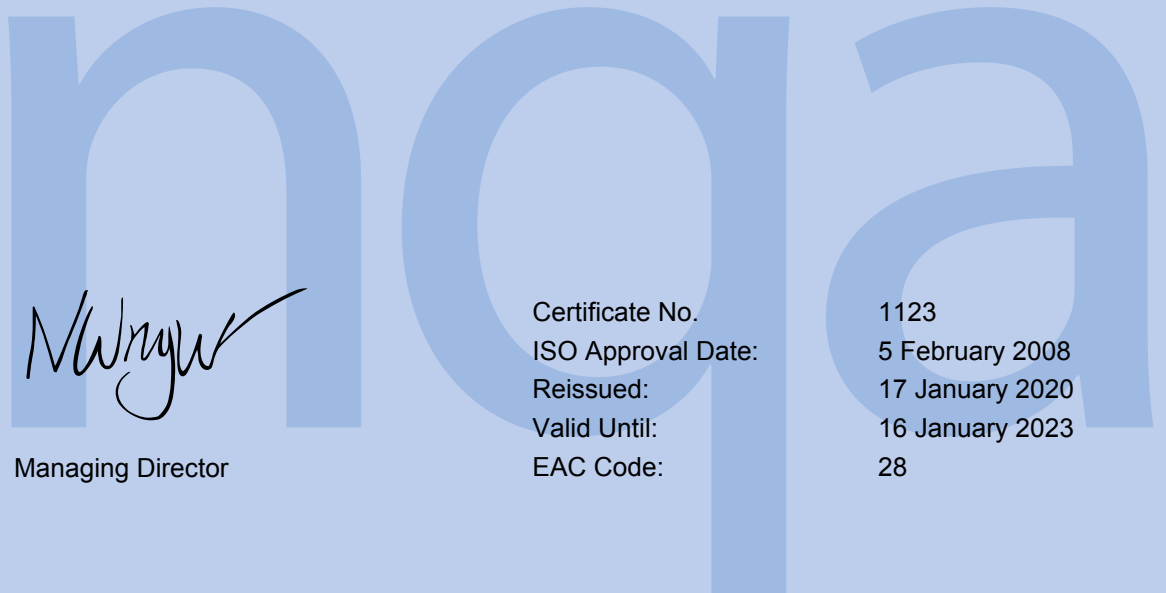 nqa
Certificate No. 1123
ISO Approval Date: 5 February 2008
Reissued: 17 January 2020
Valid Until: 16 January 2023
EAC Code: 28
Managing Director